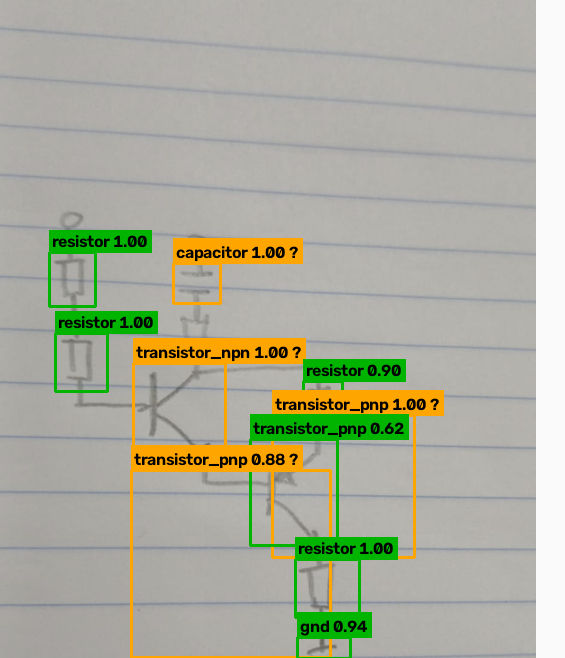 resistor 1.00
capacitor 1.00 ?
resistor 1.00
transistor_npn 1.00 ?
resistor 0.90
transistor_pnp 1.00 ?
transistor_pnp 0.62
transistor_pnp 0.88 ?
resistor 1.00
gnd 0.94